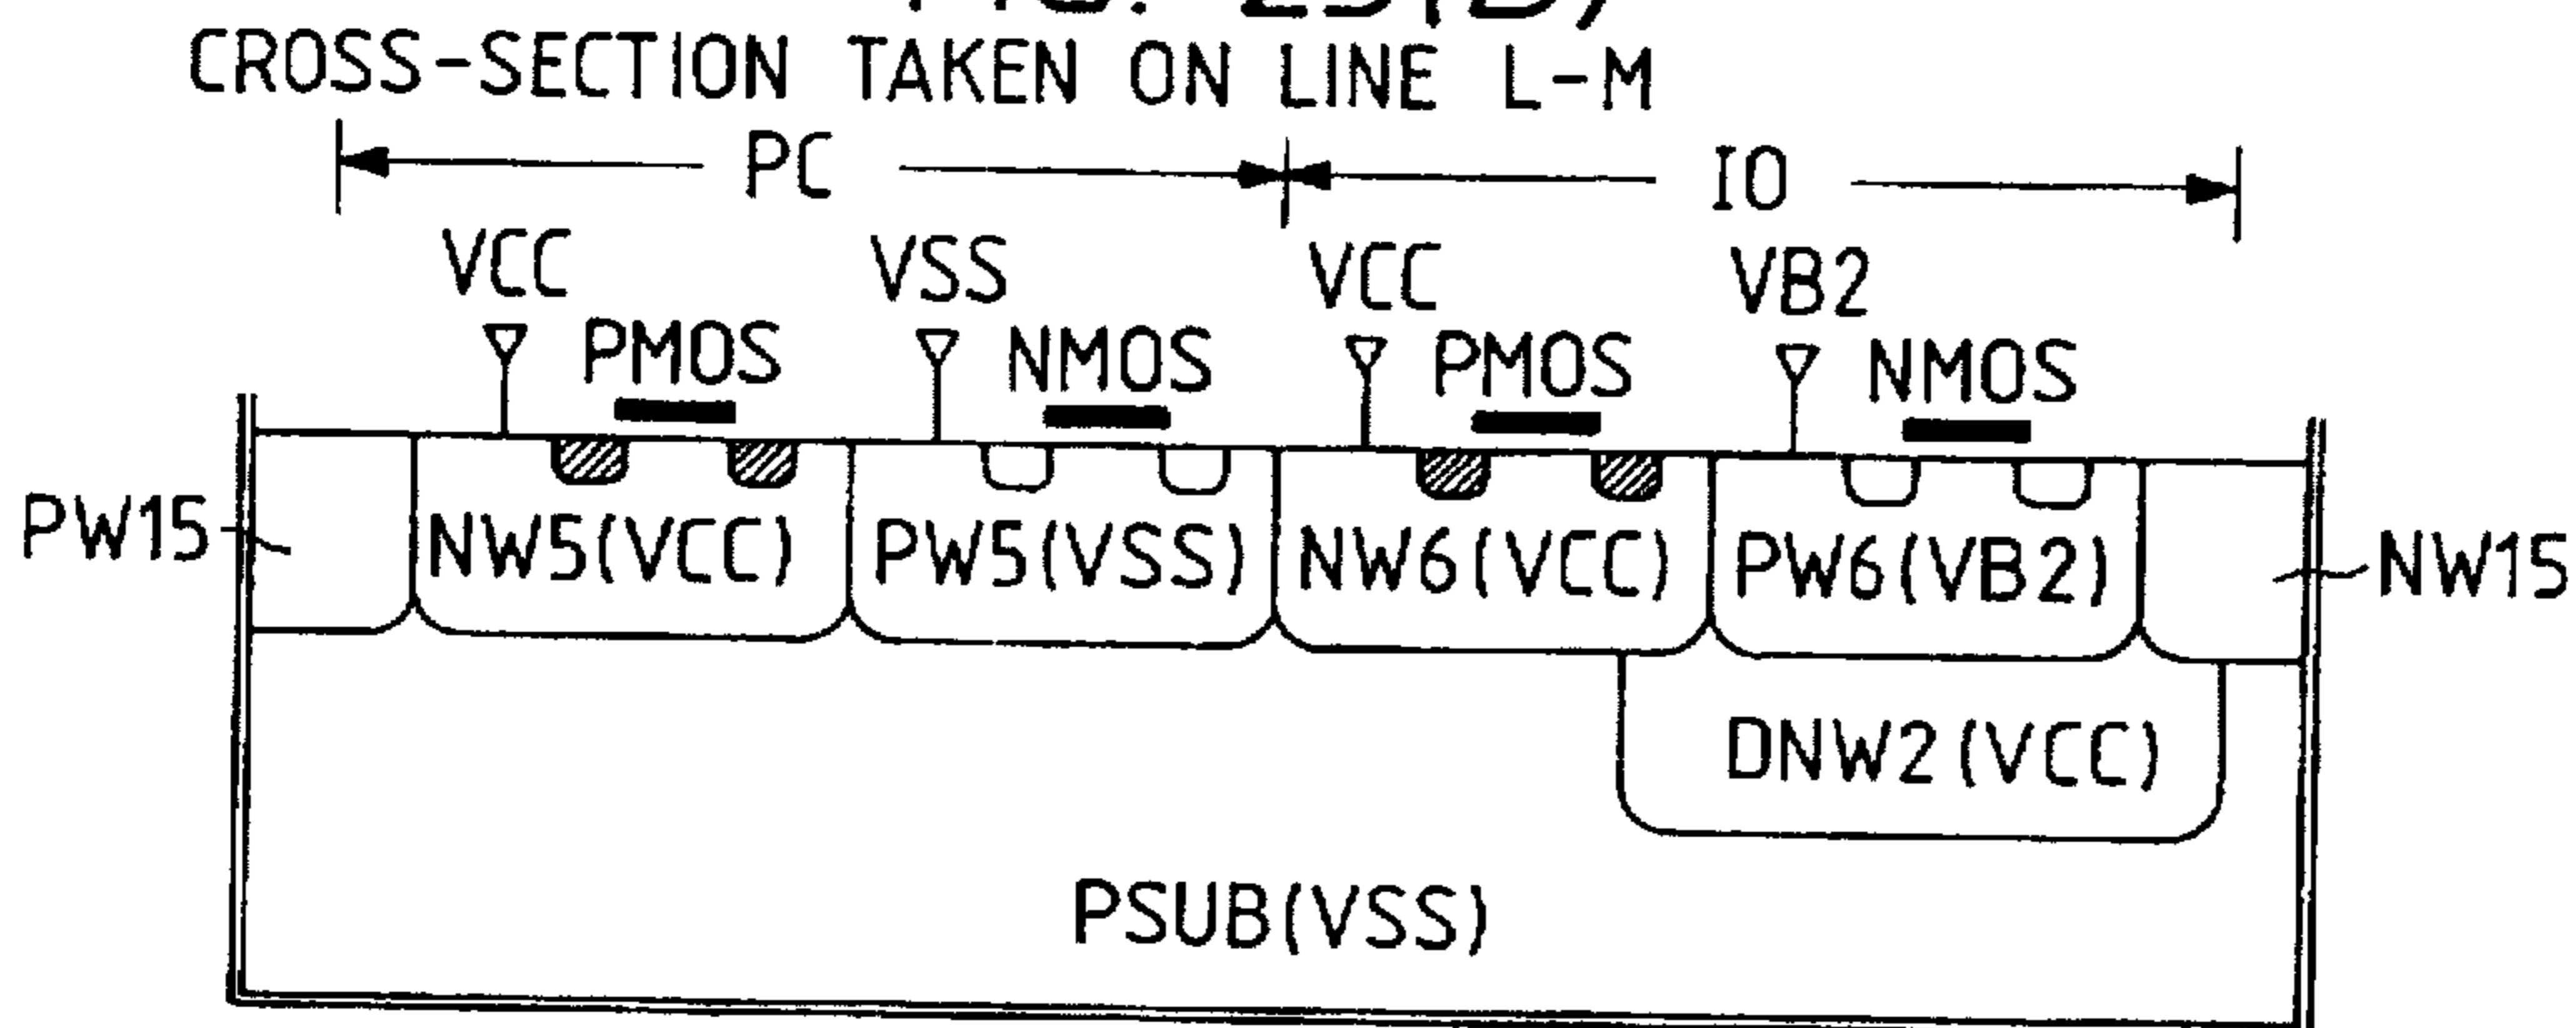 CROSS-SECTION TAKEN ON LINE L-M
PC IO
VCC VSS VCC VB2
PMOS NMOS PMOS NMOS
PW15 NW5(VCC) PW5(VSS) NW6(VCC) PW6(VB2) NW15
DNW2(VCC)
PSUB(VSS)